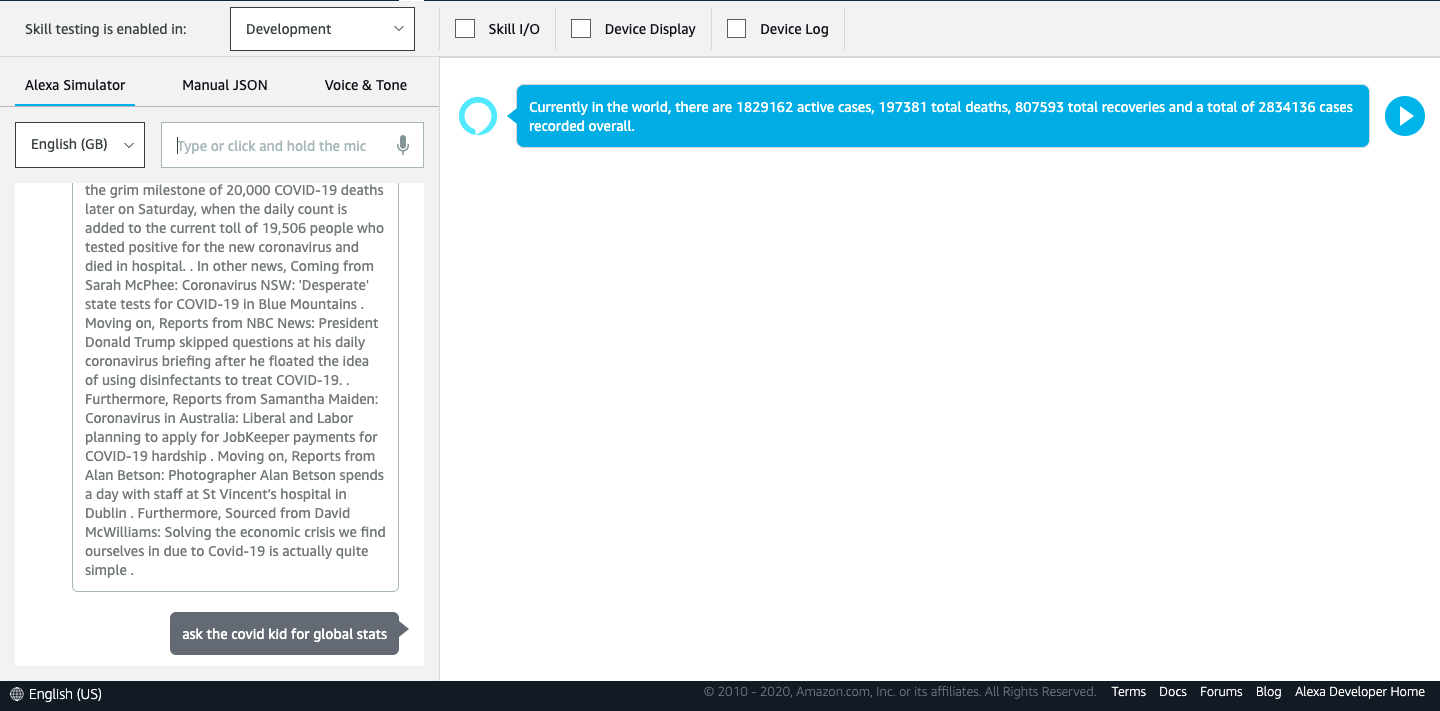 Skill testing is enabled in:
Development
Skill I/O
Device Display
Device Log
Alexa Simulator
Manual JSON
Voice & Tone
English (GB)
Type or click and hold the mic
the grim milestone of 20,000 COVID-19 deaths
later on Saturday, when the daily count is
added to the current toll of 19,506 people who
tested positive for the new coronavirus and
died in hospital. . In other news, Coming from
Sarah McPhee: Coronavirus NSW: 'Desperate'
state tests for COVID-19 in Blue Mountains .
Moving on, Reports from NBC News: President
Donald Trump skipped questions at his daily
coronavirus briefing after he floated the idea
of using disinfectants to treat COVID-19. .
Furthermore, Reports from Samantha Maiden:
Coronavirus in Australia: Liberal and Labor
planning to apply for JobKeeper payments for
COVID-19 hardship . Moving on, Reports from
Alan Betson: Photographer Alan Betson spends
a day with staff at St Vincent's hospital in
Dublin . Furthermore, Sourced from David
McWilliams: Solving the economic crisis we find
ourselves in due to Covid-19 is actually quite
simple .
ask the covid kid for global stats
Currently in the world, there are 1829162 active cases, 197381 total deaths, 807593 total recoveries and a total of 2834136 cases
recorded overall.
English (US)
© 2010 - 2020, Amazon.com, Inc. or its affiliates. All Rights Reserved.
Terms
Docs
Forums
Blog
Alexa Developer Home